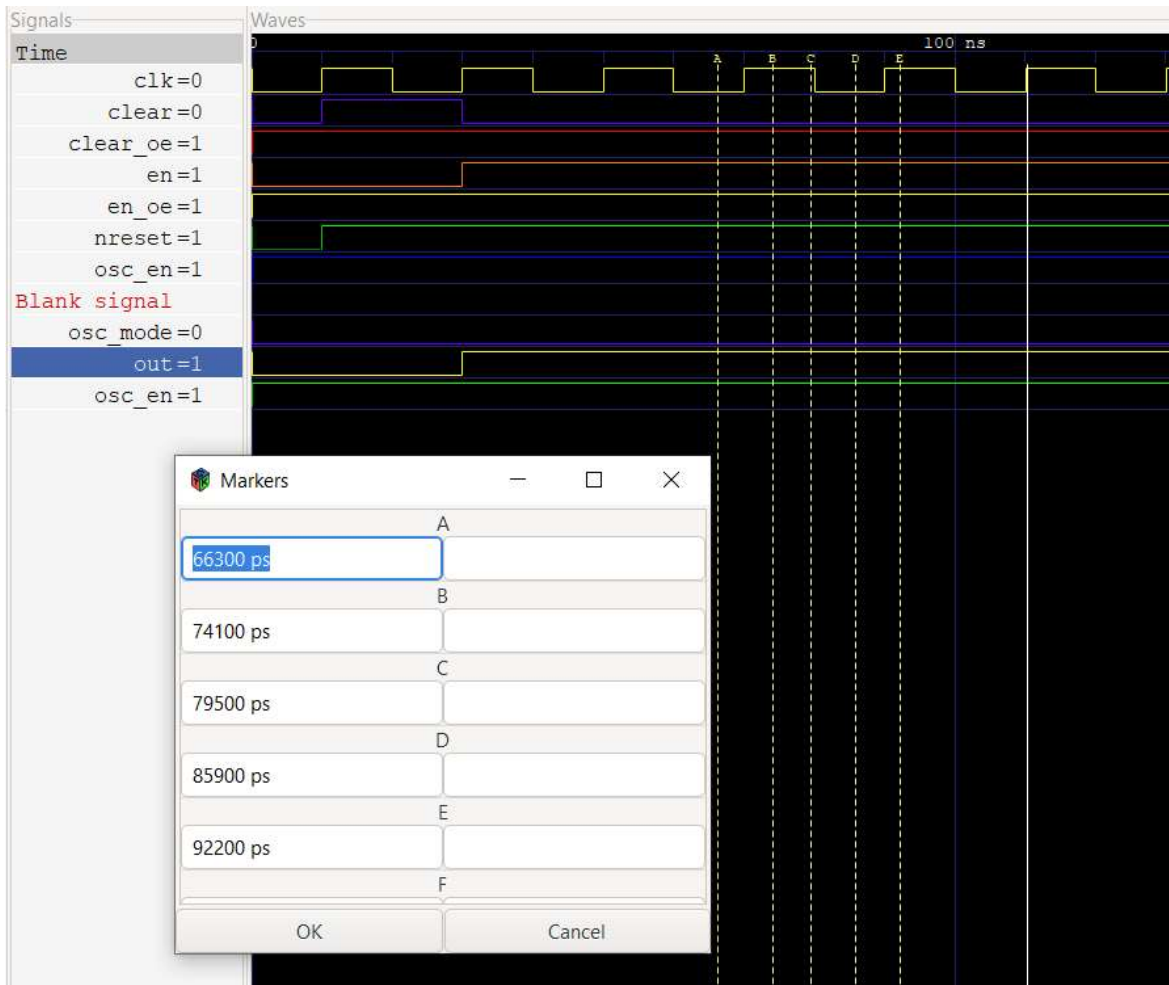 Signals
Waves
Time
0
100 ns
A B C D E
clk=0
clear=0
clear_oe=1
en=1
en_oe=1
nreset=1
osc_en=1
Blank signal
osc_mode=0
out=1
osc_en=1
Markers
A
66300 ps
B
74100 ps
C
79500 ps
D
85900 ps
E
92200 ps
F
OK
Cancel